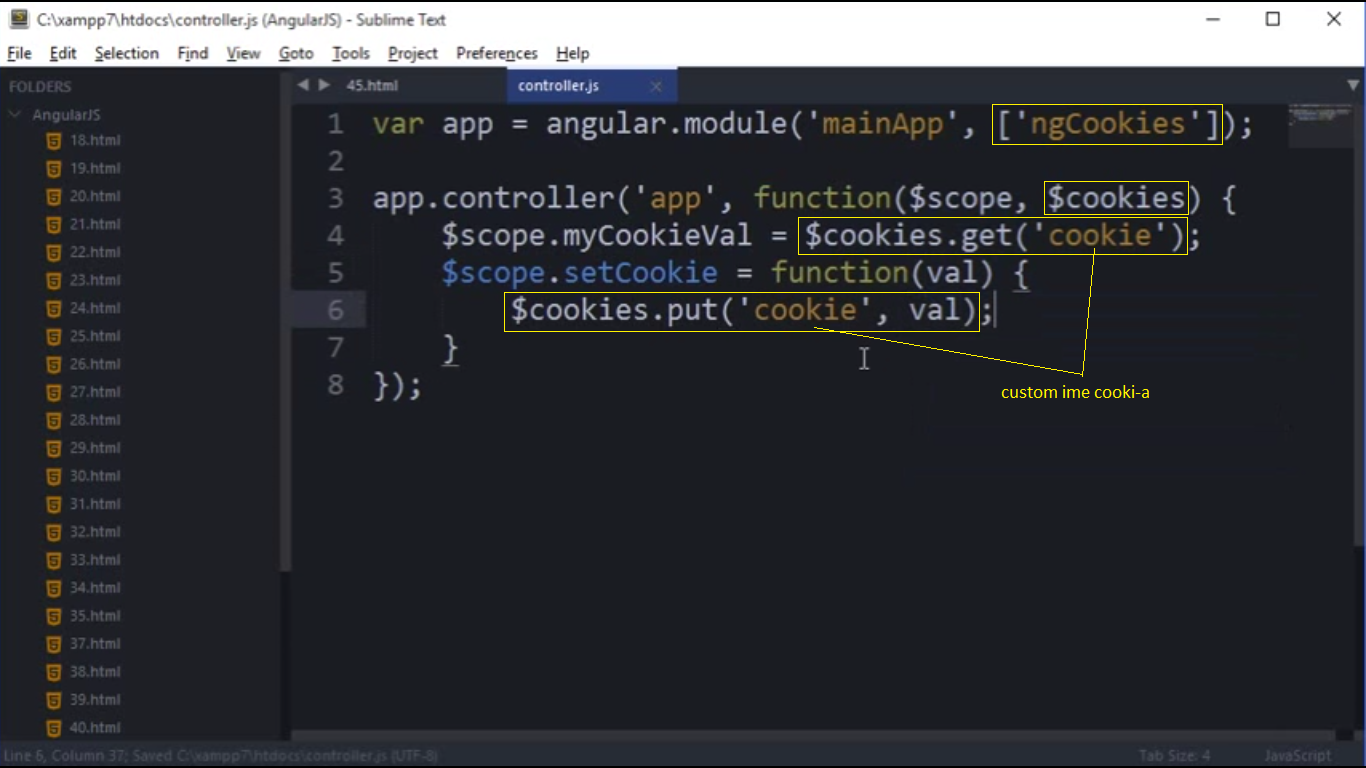 C:\xampp7\htdocs\controller.js (AngularJS) - Sublime Text
File Edit Selection Find View Goto Tools Project Preferences Help
FOLDERS
AngularJS
18.html
19.html
20.html
21.html
22.html
23.html
24.html
25.html
26.html
27.html
28.html
29.html
30.html
31.html
32.html
33.html
34.html
35.html
37.html
38.html
39.html
40.html
45.html controller.js
1 var app = angular.module('mainApp', ['ngCookies']);
2
3 app.controller('app', function($scope, $cookies) {
4 $scope.myCookieVal = $cookies.get('cookie');
5 $scope.setCookie = function(val) {
6 $cookies.put('cookie', val);
7 }
8 });
custom ime cooki-a
Line 6, Column 37; Saved C:\xampp7\htdocs\controller.js (UTF-8) Tab Size: 4 JavaScript